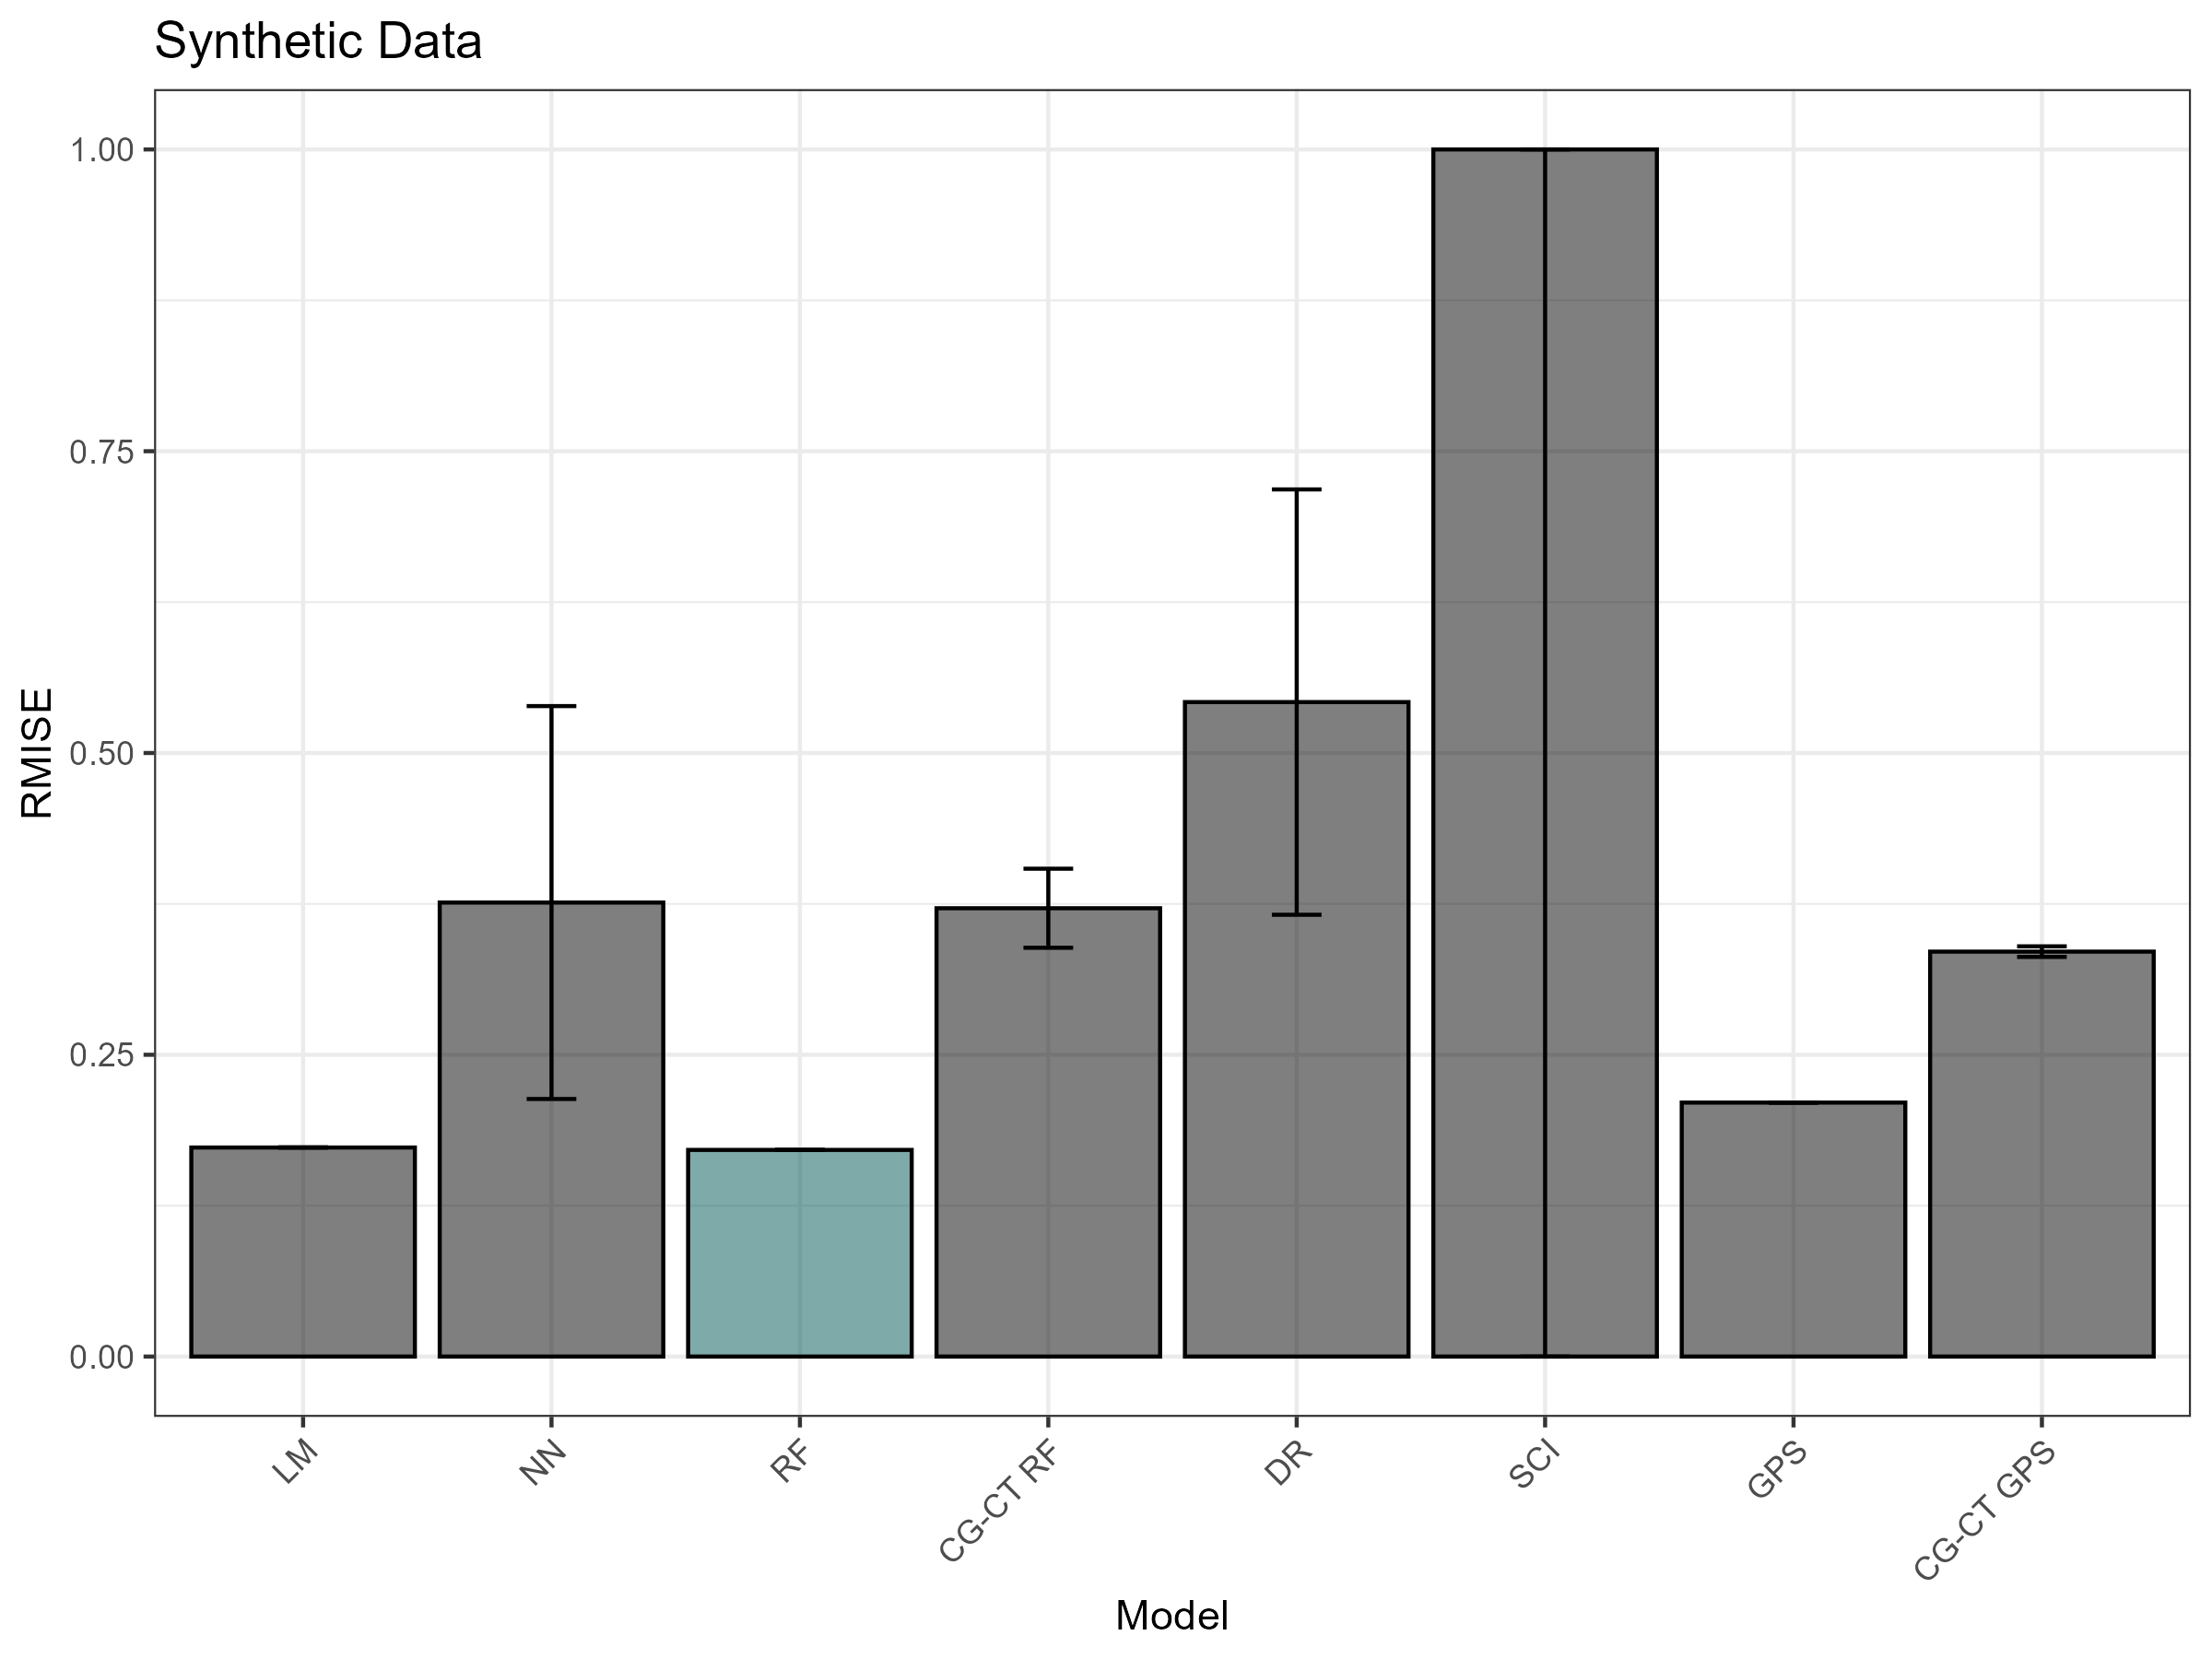 Synthetic Data
RMISE
1.00
0.75
0.50
0.25
0.00
LM
NN
RF
CG-CT RF
DR
SCI
GPS
CG-CT GPS
Model